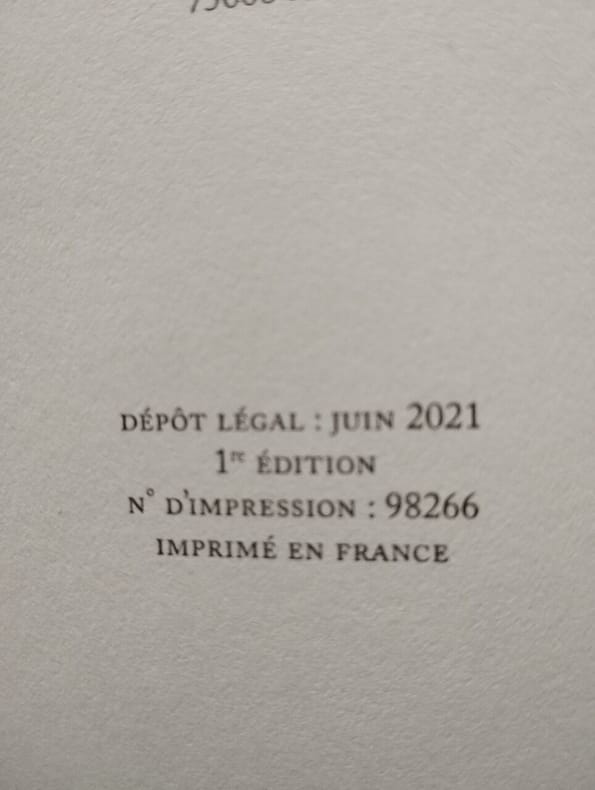 DÉPÔT LÉGAL : JUIN 2021
1re ÉDITION
N° D'IMPRESSION : 98266
IMPRIMÉ EN FRANCE